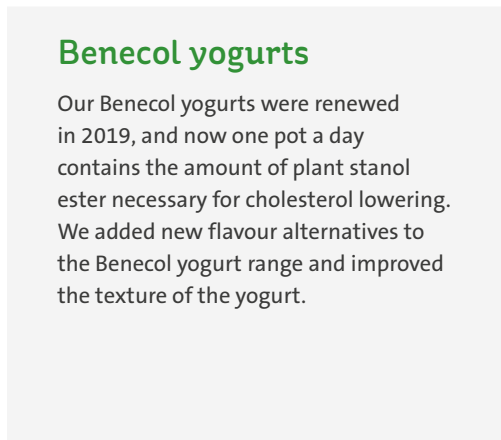 Benecol yogurts
Our Benecol yogurts were renewed
in 2019, and now one pot a day
contains the amount of plant stanol
ester necessary for cholesterol lowering.
We added new flavour alternatives to
the Benecol yogurt range and improved
the texture of the yogurt.